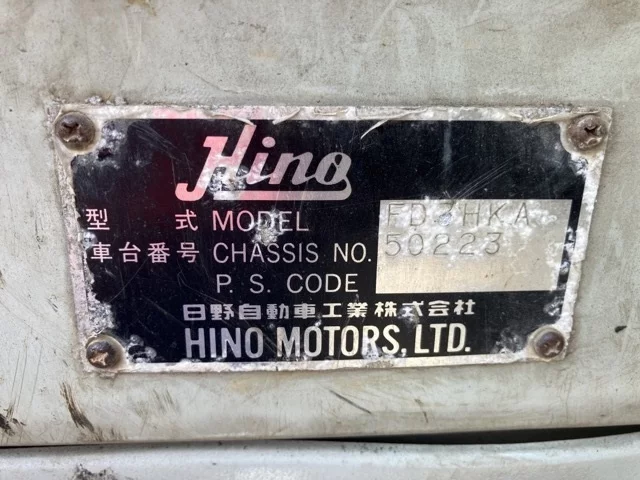 Hino
型 式 MODEL FD3HKA
車台番号 CHASSIS NO. 50223
P. S. CODE
日野自動車工業株式会社
HINO MOTORS, LTD.